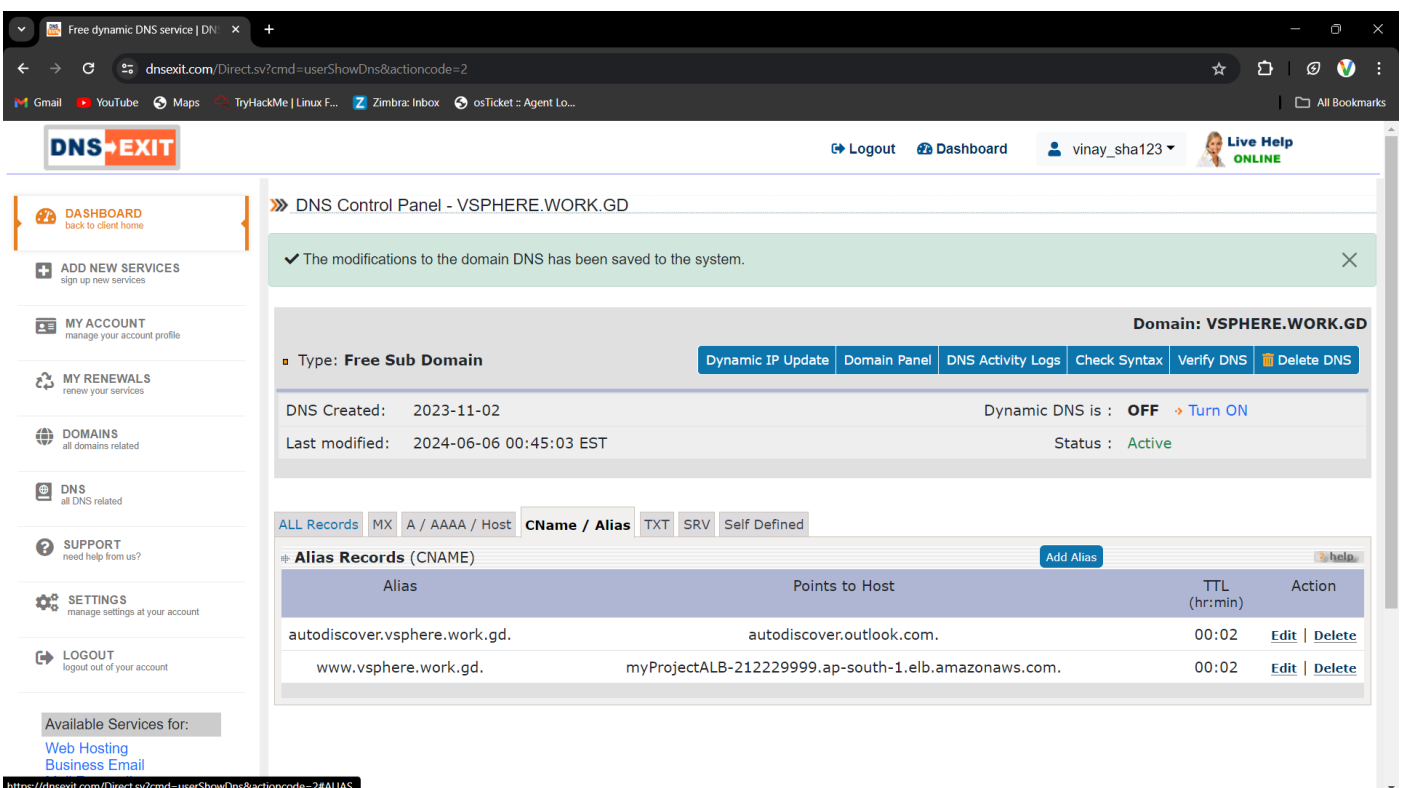 Free dynamic DNS service | DN
dnsexit.com/Direct.sv?cmd=userShowDns&actioncode=2
Gmail YouTube Maps TryHackMe | Linux F... Zimbra: Inbox osTicket :: Agent Lo... All Bookmarks
DNS EXIT
Logout Dashboard vinay_sha123 Live Help
ONLINE
DASHBOARD
back to client home
ADD NEW SERVICES
sign up new services
MY ACCOUNT
manage your account profile
MY RENEWALS
renew your services
DOMAINS
all domains related
DNS
all DNS related
SUPPORT
need help from us?
SETTINGS
manage settings at your account
LOGOUT
logout out of your account
Available Services for:
Web Hosting
Business Email
DNS Control Panel - VSPHERE.WORK.GD
The modifications to the domain DNS has been saved to the system.
Domain: VSPHERE.WORK.GD
Type: Free Sub Domain Dynamic IP Update Domain Panel DNS Activity Logs Check Syntax Verify DNS Delete DNS
DNS Created: 2023-11-02 Dynamic DNS is : OFF Turn ON
Last modified: 2024-06-06 00:45:03 EST Status : Active
ALL Records MX A / AAAA / Host CName / Alias TXT SRV Self Defined
Alias Records (CNAME) Add Alias help
Alias Points to Host TTL Action
(hr:min)
autodiscover.vsphere.work.gd. autodiscover.outlook.com. 00:02 Edit | Delete
www.vsphere.work.gd. myProjectALB-212229999.ap-south-1.elb.amazonaws.com. 00:02 Edit | Delete
https://dnsexit.com/Direct.sv?cmd=userShowDns&actioncode=2#ALIAS